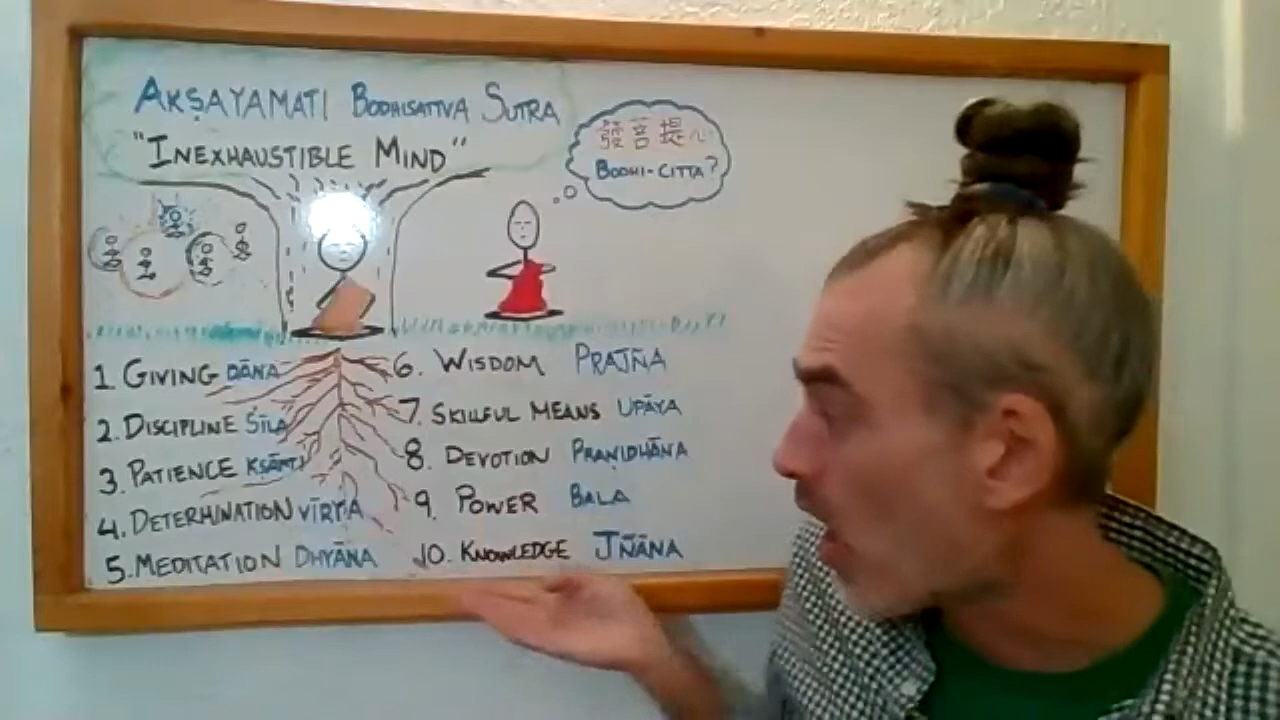 AKṢAYAMATI BODHISATTVA SUTRA
"INEXHAUSTIBLE MIND"
發菩提心
BODHI-CITTA?
1 GIVING DĀNA
2. DISCIPLINE ŚĪLA
3. PATIENCE KṢĀṆTI
4. DETERMINATION VĪRYA
5. MEDITATION DHYĀNA
6. WISDOM PRAJÑA
7. SKILLFUL MEANS UPĀYA
8. DEVOTION PRAṆIDHĀNA
9. POWER BALA
10. KNOWLEDGE JÑĀNA